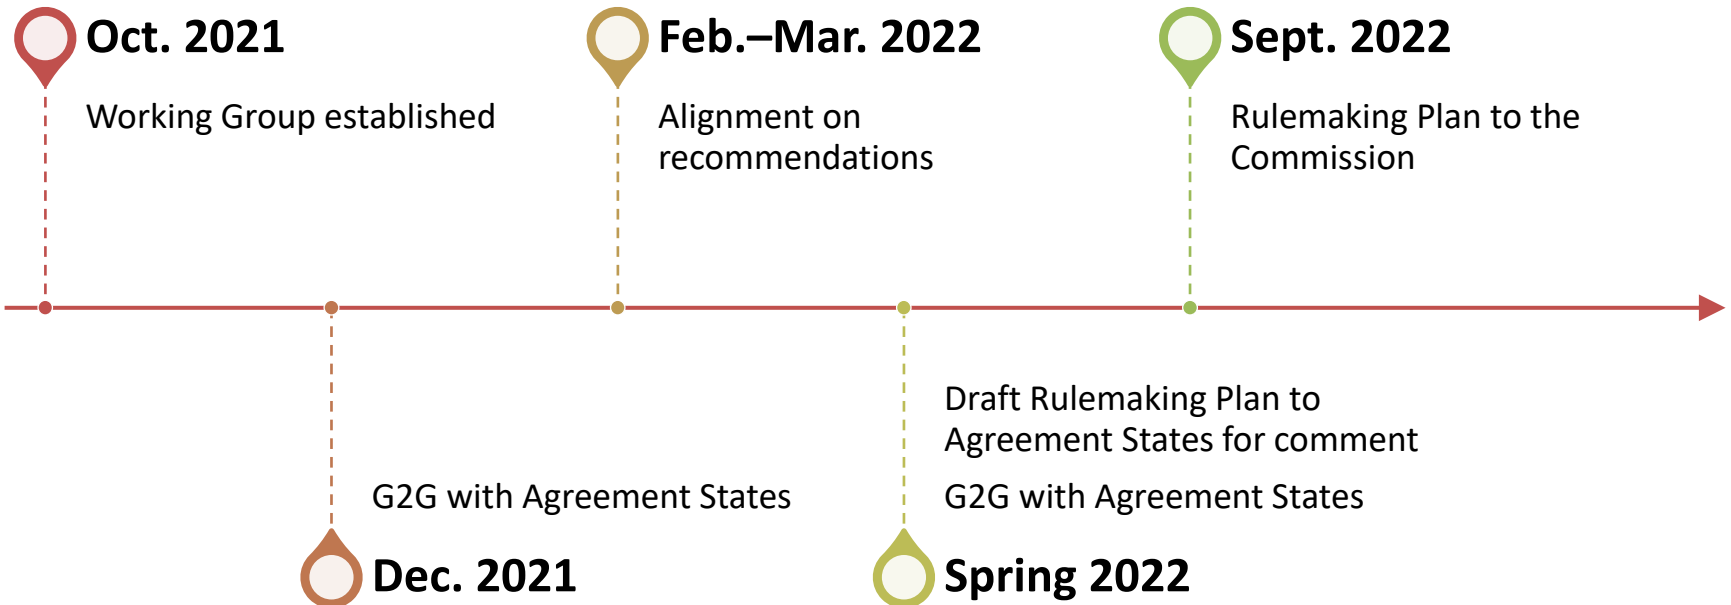 Oct. 2021
Working Group established
Feb.–Mar. 2022
Alignment on
recommendations
Sept. 2022
Rulemaking Plan to the
Commission
G2G with Agreement States
Dec. 2021
Draft Rulemaking Plan to
Agreement States for comment
G2G with Agreement States
Spring 2022